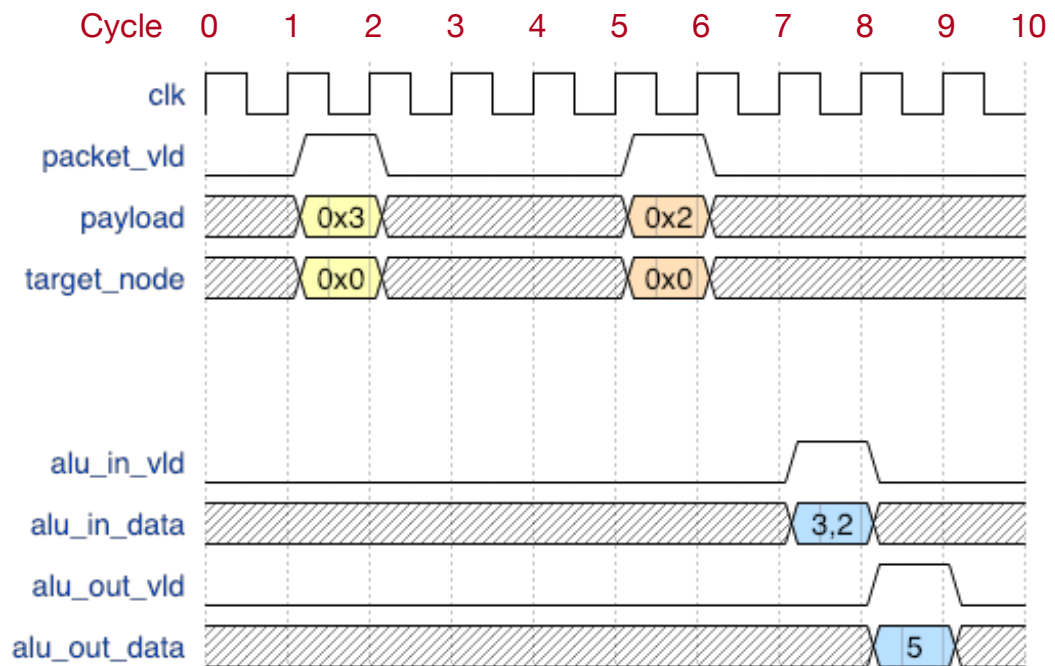 Cycle 0 1 2 3 4 5 6 7 8 9 10
clk
packet_vld
payload 0x3 0x2
target_node 0x0 0x0
alu_in_vld
alu_in_data 3,2
alu_out_vld
alu_out_data 5